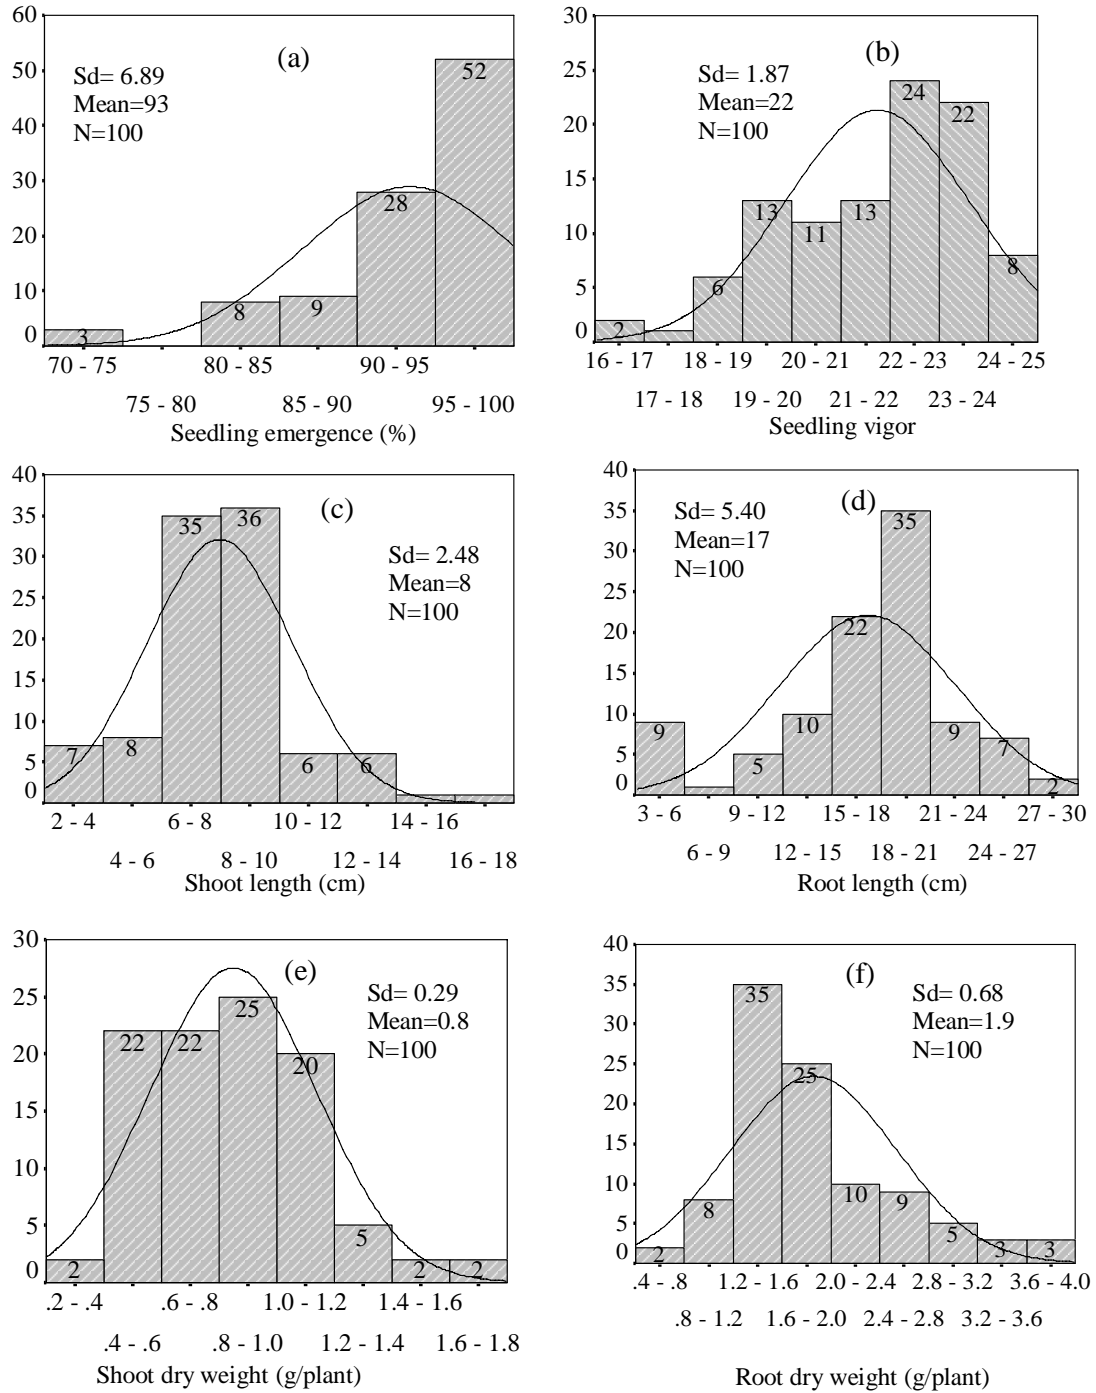 60
50
40
30
20
10
0
(a)
Sd= 6.89
Mean=93
N=100
3
8
9
28
52
70 - 75
80 - 85
90 - 95
75 - 80
85 - 90
95 - 100
Seedling emergence (%)
30
25
20
15
10
5
0
(b)
Sd= 1.87
Mean=22
N=100
2
6
13
11
13
24
22
8
16 - 17
18 - 19
20 - 21
22 - 23
24 - 25
17 - 18
19 - 20
21 - 22
23 - 24
Seedling vigor
40
35
30
25
20
15
10
5
0
(c)
Sd= 2.48
Mean=8
N=100
7
8
35
36
6
6
2 - 4
6 - 8
10 - 12
14 - 16
4 - 6
8 - 10
12 - 14
16 - 18
Shoot length (cm)
40
35
30
25
20
15
10
5
0
(d)
Sd= 5.40
Mean=17
N=100
9
5
10
22
35
9
7
2
3 - 6
9 - 12
15 - 18
21 - 24
27 - 30
6 - 9
12 - 15
18 - 21
24 - 27
Root length (cm)
30
25
20
15
10
5
0
(e)
Sd= 0.29
Mean=0.8
N=100
2
22
22
25
20
5
2
2
.2 - .4
.6 - .8
1.0 - 1.2
1.4 - 1.6
.4 - .6
.8 - 1.0
1.2 - 1.4
1.6 - 1.8
Shoot dry weight (g/plant)
40
35
30
25
20
15
10
5
0
(f)
Sd= 0.68
Mean=1.9
N=100
2
8
35
25
10
9
5
3
3
.4 - .8
1.2 - 1.6
2.0 - 2.4
2.8 - 3.2
3.6 - 4.0
.8 - 1.2
1.6 - 2.0
2.4 - 2.8
3.2 - 3.6
Root dry weight (g/plant)